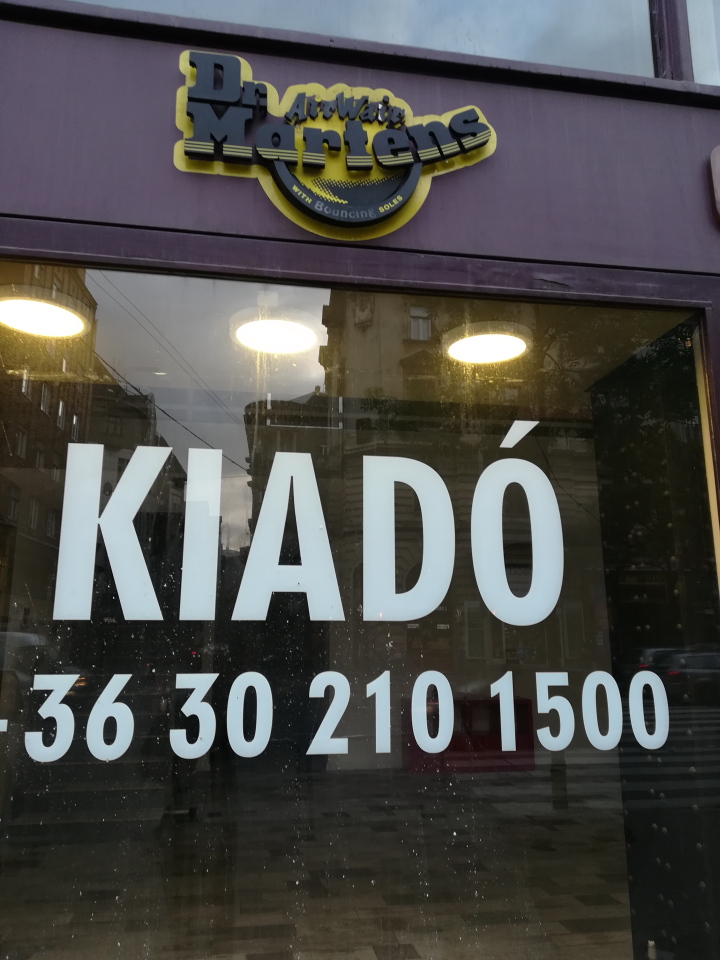 Dr. AirWair
Martens
WITH Bouncing SOLES
KIADÓ
+36 30 210 1500